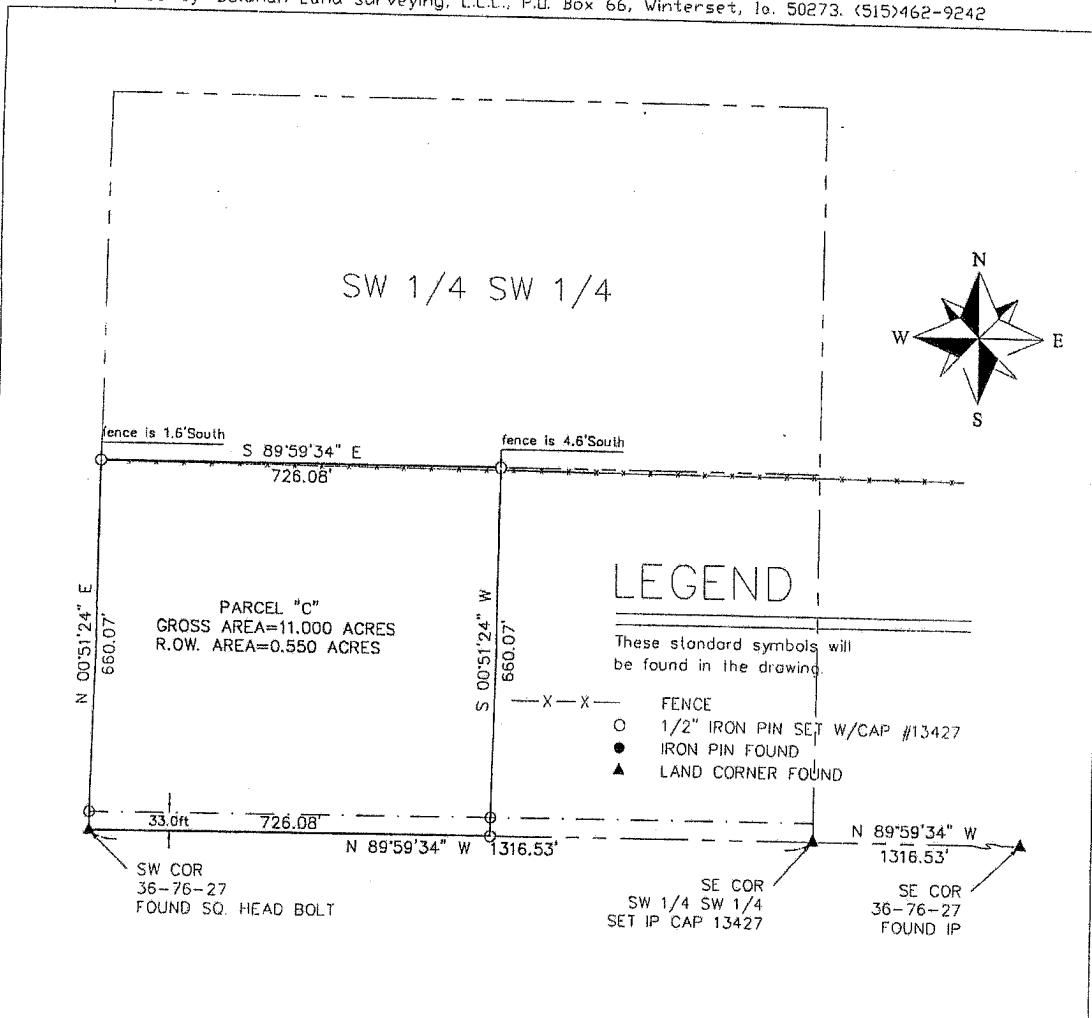 by Land Surveying, L.L.C., P.O. Box 66, Winterset, Ia. 50273. (515)462-9242
SW 1/4 SW 1/4
N
W
E
S
fence is 1.6'South
S 89°59'34" E
726.08'
fence is 4.6'South
N 00°51'24" E
660.07'
PARCEL "C"
GROSS AREA=11.000 ACRES
R.O.W. AREA=0.550 ACRES
S 00°51'24" W
660.07'
LEGEND
These standard symbols will
be found in the drawing.
—X—X— FENCE
○ 1/2" IRON PIN SET W/CAP #13427
● IRON PIN FOUND
▲ LAND CORNER FOUND
33.0ft
726.08'
N 89°59'34" W 1316.53'
N 89°59'34" W
1316.53'
SW COR
36-76-27
FOUND SQ. HEAD BOLT
SE COR
SW 1/4 SW 1/4
SET IP CAP 13427
SE COR
36-76-27
FOUND IP